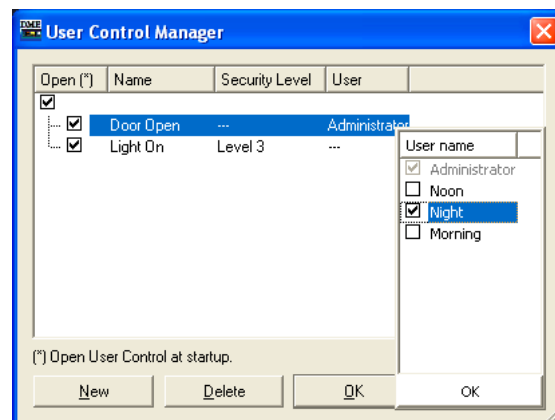 DME User Control Manager
Open (*) Name Security Level User
Door Open --- Administrator
Light On Level 3 ---
User name
Administrator
Noon
Night
Morning
(*) Open User Control at startup.
New Delete OK OK